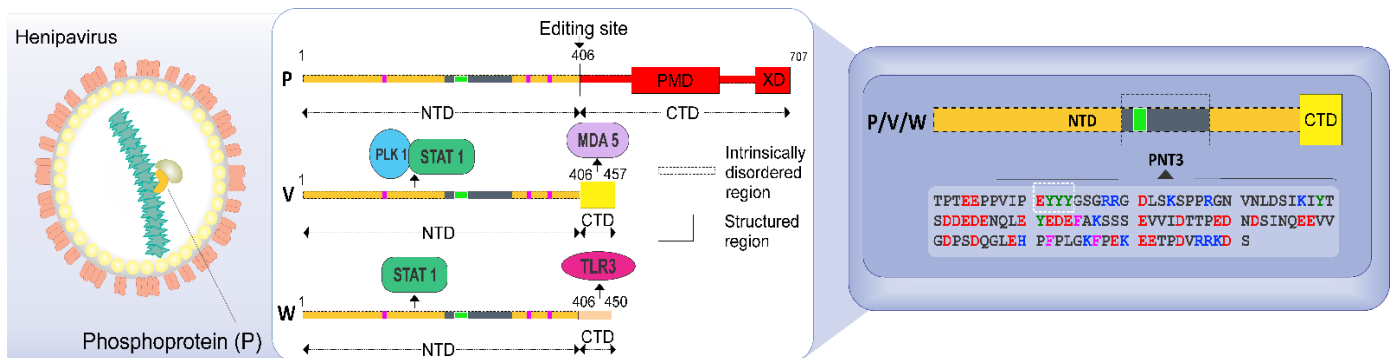 Henipavirus
Phosphoprotein (P)
Editing site
1
406
707
P
PMD
XD
NTD
CTD
PLK 1
STAT 1
MDA 5
1
406
457
V
NTD
CTD
STAT 1
TLR3
1
406
450
W
NTD
CTD
Intrinsically
disordered
region
Structured
region
P/V/W
NTD
CTD
PNT3
TPTEEPPVIP EYYYGSGRRG DLSKSPPRGN VNLDSIKIYT
SDDEDENQLE YEDEFAKSSS EVVIDTTPED NDSINQEEVV
GDPSDQGLEH PFPLGKFPEK EETPDVRRKD S